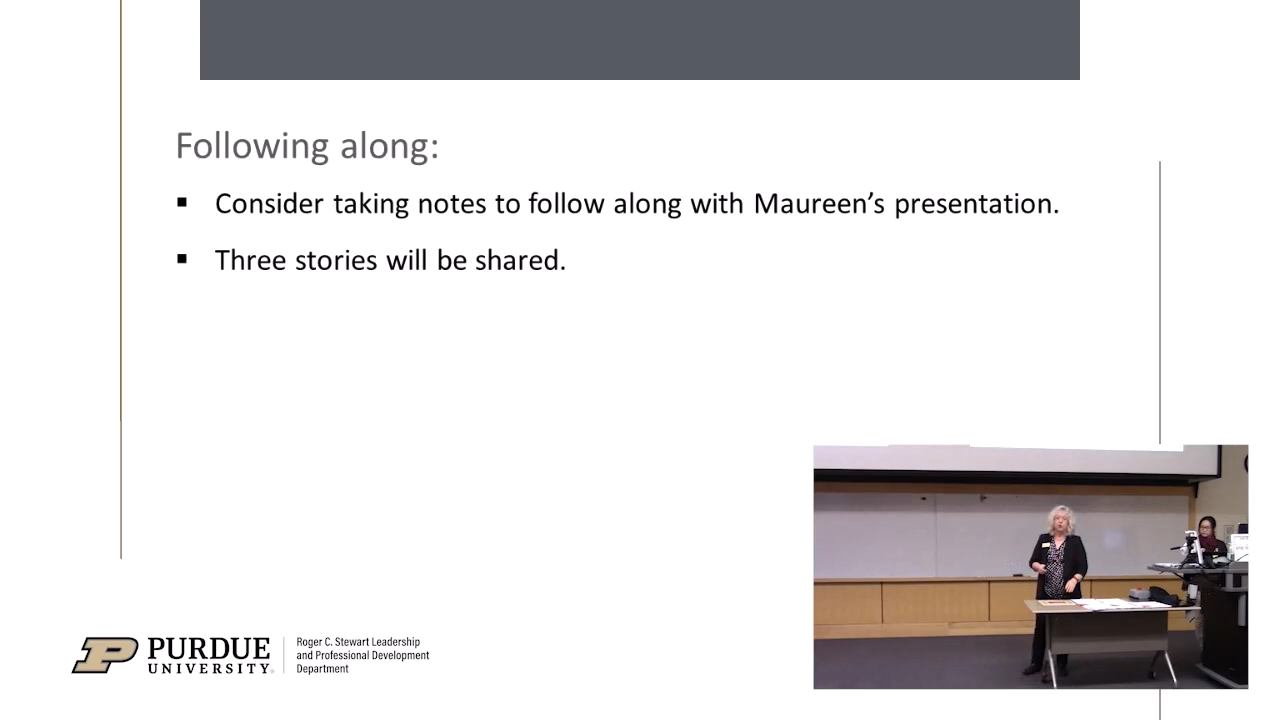 Following along:
▪ Consider taking notes to follow along with Maureen’s presentation.
▪ Three stories will be shared.
PURDUE
UNIVERSITY®
Roger C. Stewart Leadership
and Professional Development
Department